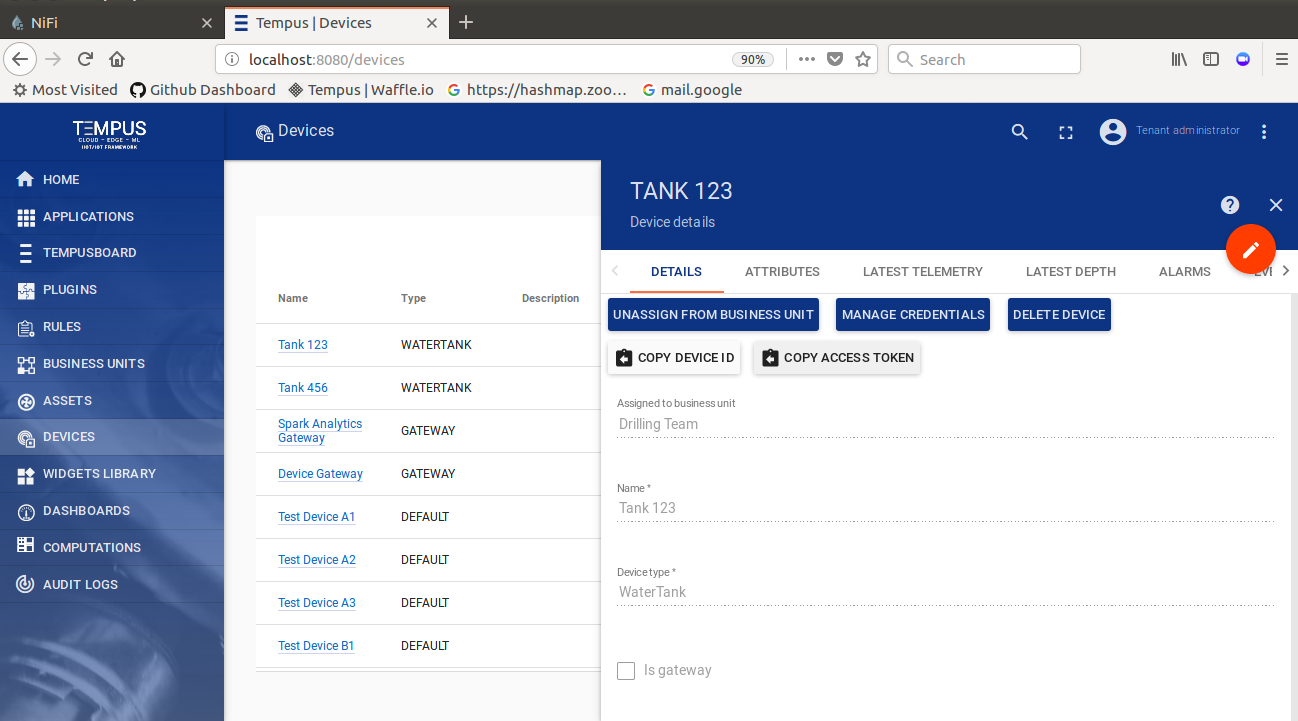 NiFi
Tempus | Devices
localhost:8080/devices
90%
Search
Most Visited
Github Dashboard
Tempus | Waffle.io
https://hashmap.zoo…
mail.google
TEMPUS
CLOUD - EDGE - ML
IIOT/IOT FRAMEWORK
Devices
Tenant administrator
HOME
APPLICATIONS
TEMPUSBOARD
PLUGINS
RULES
BUSINESS UNITS
ASSETS
DEVICES
WIDGETS LIBRARY
DASHBOARDS
COMPUTATIONS
AUDIT LOGS
Name Type Description
Tank 123 WATERTANK
Tank 456 WATERTANK
Spark Analytics
Gateway GATEWAY
Device Gateway GATEWAY
Test Device A1 DEFAULT
Test Device A2 DEFAULT
Test Device A3 DEFAULT
Test Device B1 DEFAULT
TANK 123
Device details
DETAILS ATTRIBUTES LATEST TELEMETRY LATEST DEPTH ALARMS
UNASSIGN FROM BUSINESS UNIT MANAGE CREDENTIALS DELETE DEVICE
COPY DEVICE ID COPY ACCESS TOKEN
Assigned to business unit
Drilling Team
Name *
Tank 123
Device type *
WaterTank
Is gateway